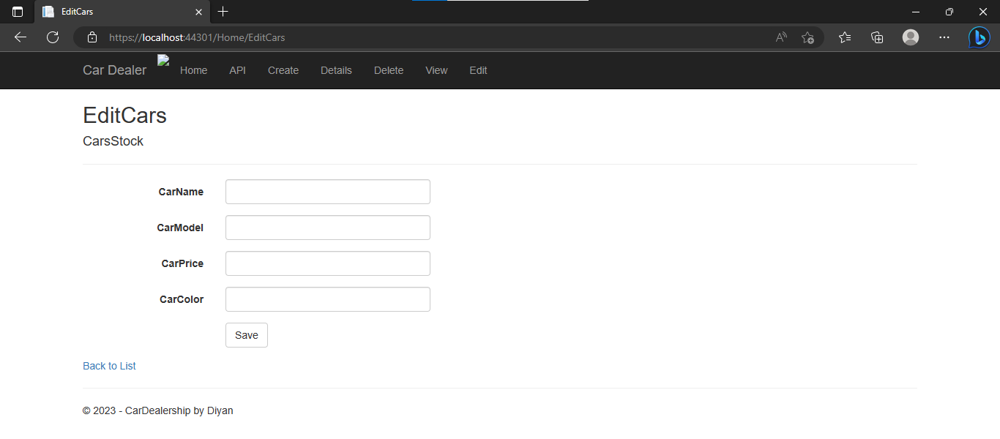 EditCars
https://localhost:44301/Home/EditCars
Car Dealer Home API Create Details Delete View Edit
EditCars
CarsStock
CarName
CarModel
CarPrice
CarColor
Save
Back to List
© 2023 - CarDealership by Diyan